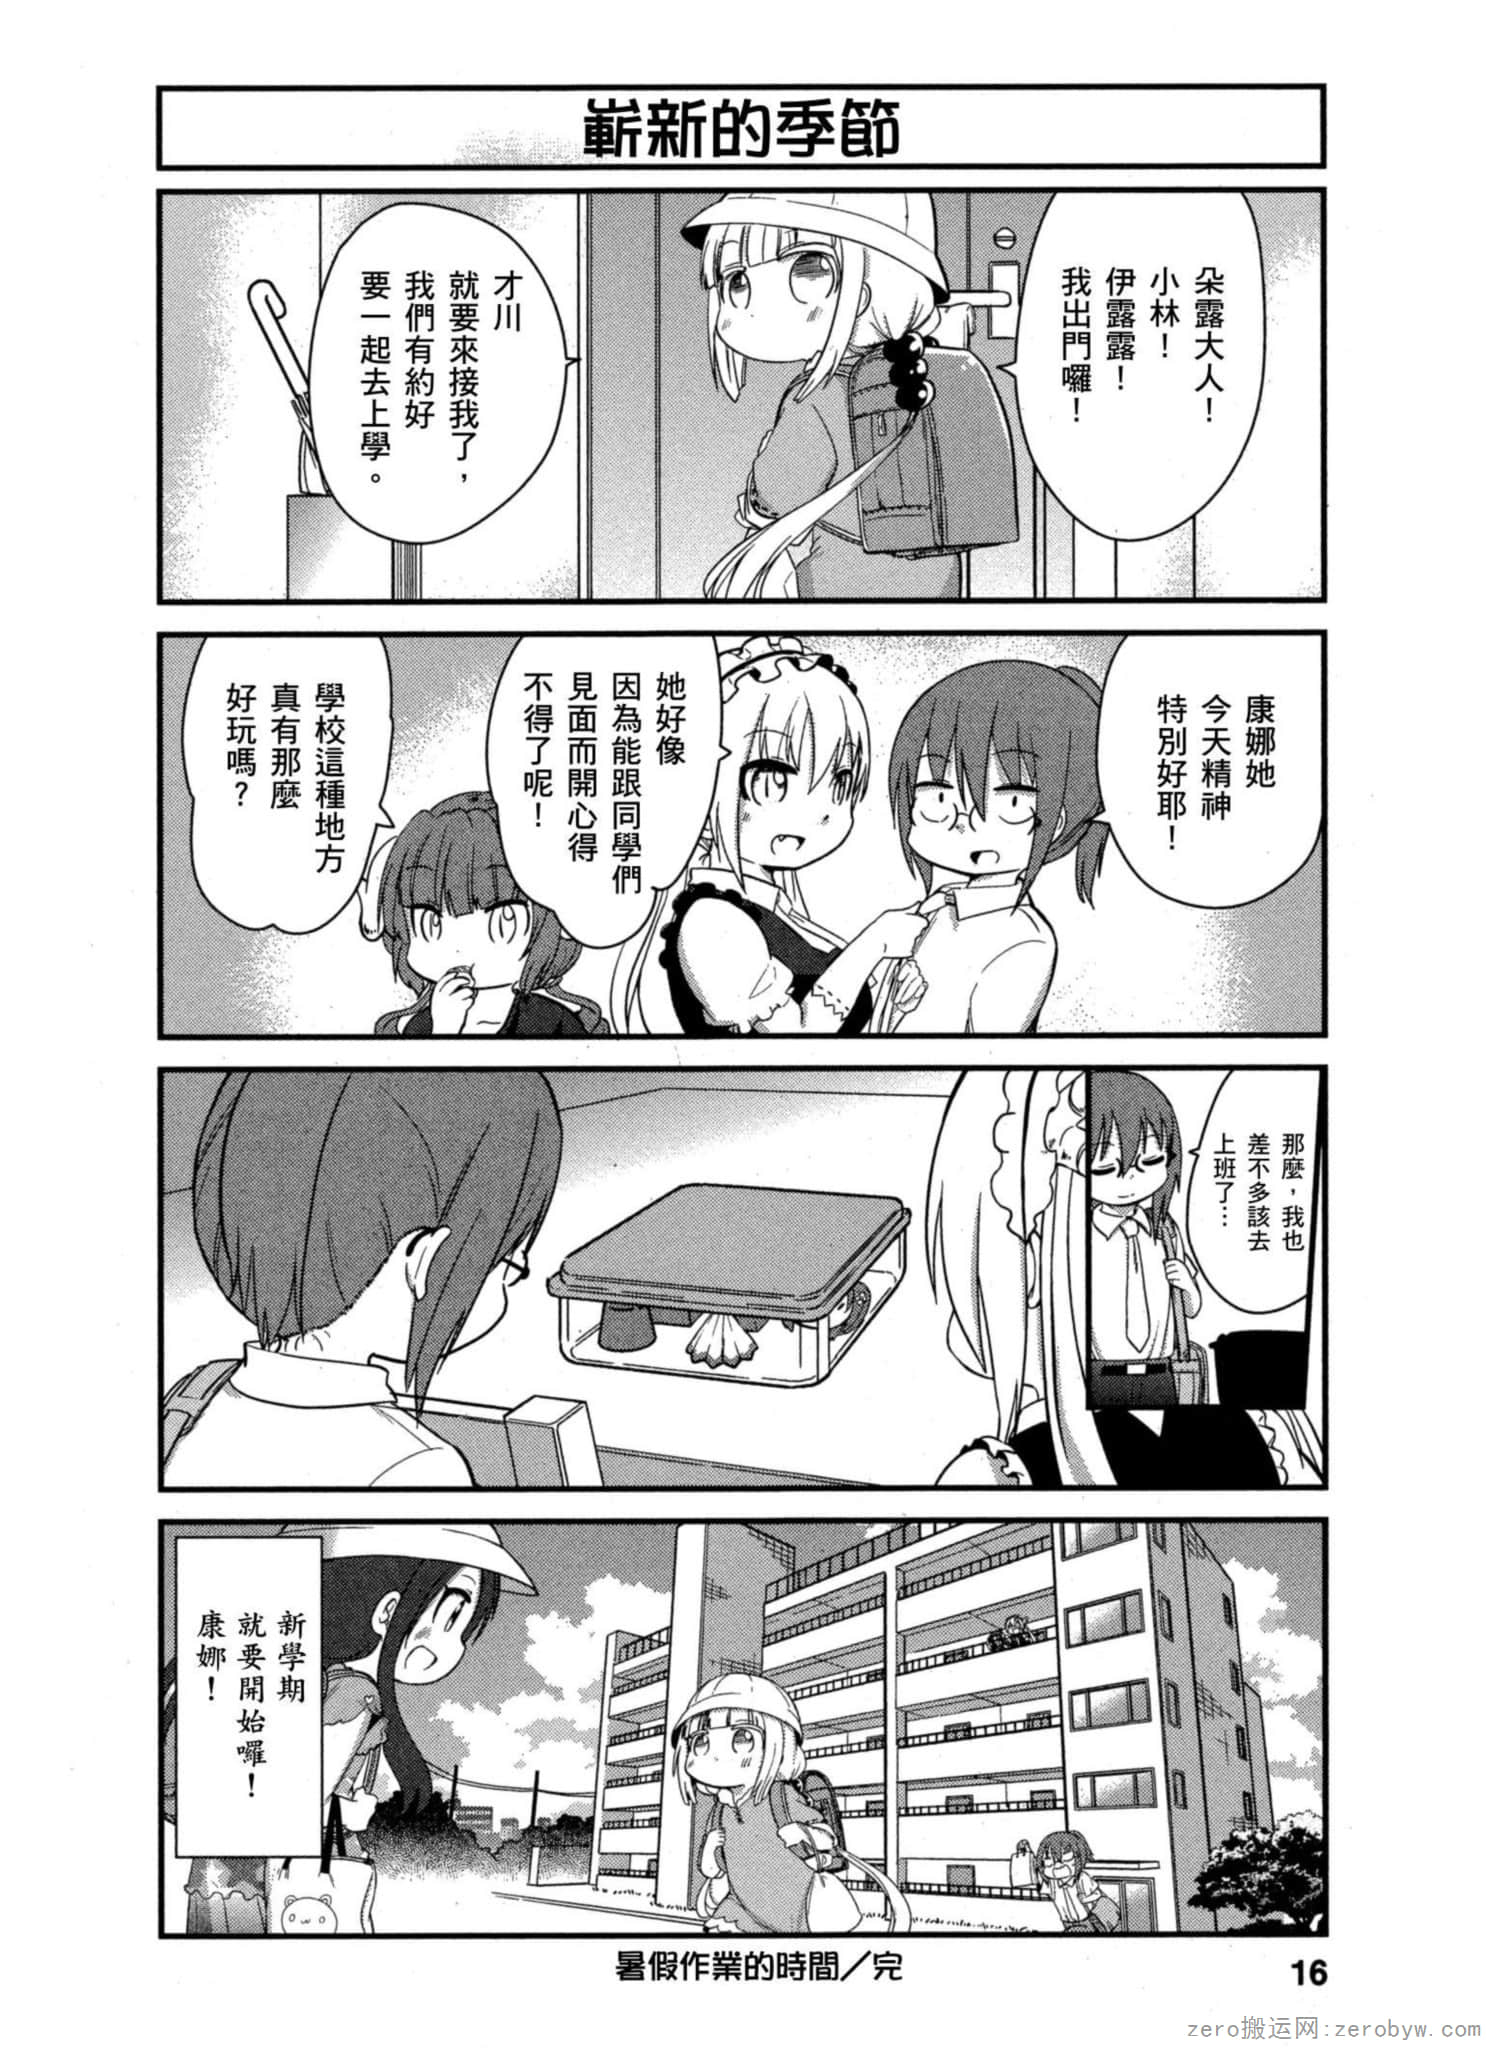 嶄新的季節
朵露大人！
小林！
伊露露！
我出門囉！
才川
就要來接我了，
我們有約好
要一起去上學。
康娜她
今天精神
特別好耶！
她好像
因為能跟同學們
見面而開心得
不得了呢！
學校這種地方
真有那麼
好玩嗎？
那麼，我也
差不多該去
上班了…
新學期
就要開始囉！
康娜！
暑假作業的時間／完
16
zero搬运网:zerobyw.com